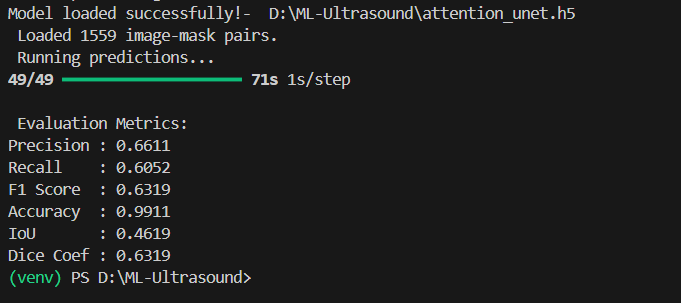 Model loaded successfully!-  D:\ML-Ultrasound\attention_unet.h5
 Loaded 1559 image-mask pairs.
 Running predictions...
49/49 ━━━━━━━━━━━━━━━━━━━━ 71s 1s/step

 Evaluation Metrics:
Precision : 0.6611
Recall    : 0.6052
F1 Score  : 0.6319
Accuracy  : 0.9911
IoU       : 0.4619
Dice Coef : 0.6319
(venv) PS D:\ML-Ultrasound>